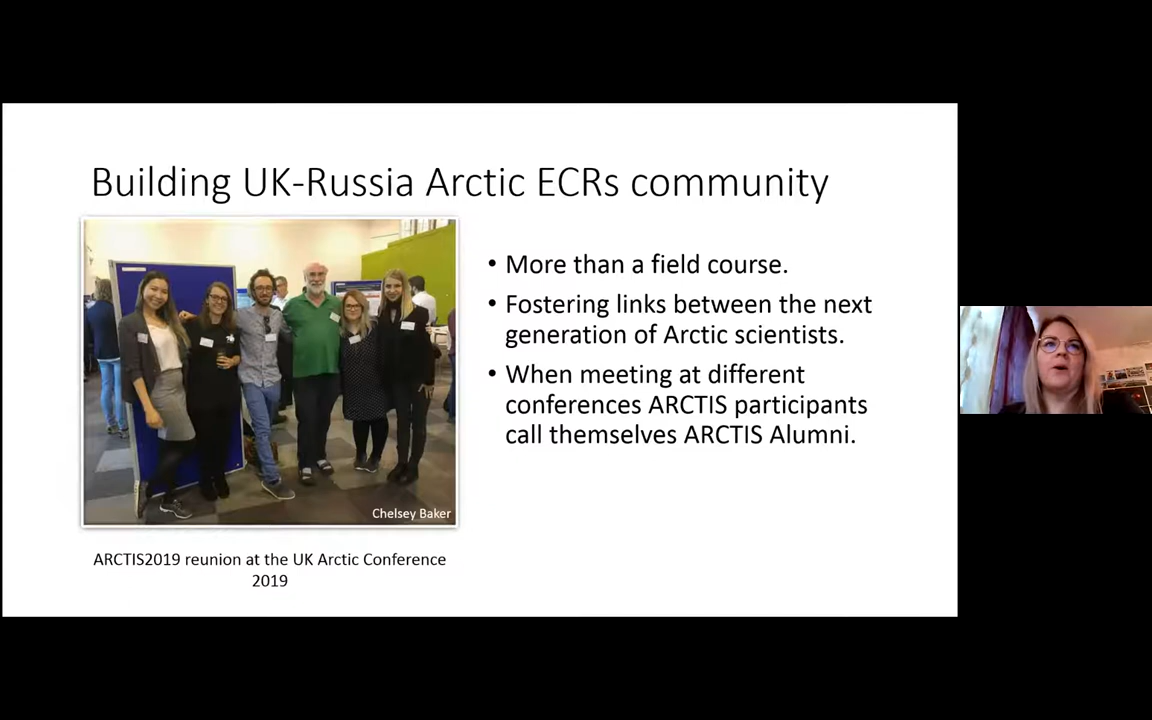 Building UK-Russia Arctic ECRs community
• More than a field course.
• Fostering links between the next
generation of Arctic scientists.
• When meeting at different
conferences ARCTIS participants
call themselves ARCTIS Alumni.
Chelsey Baker
ARCTIS2019 reunion at the UK Arctic Conference
2019